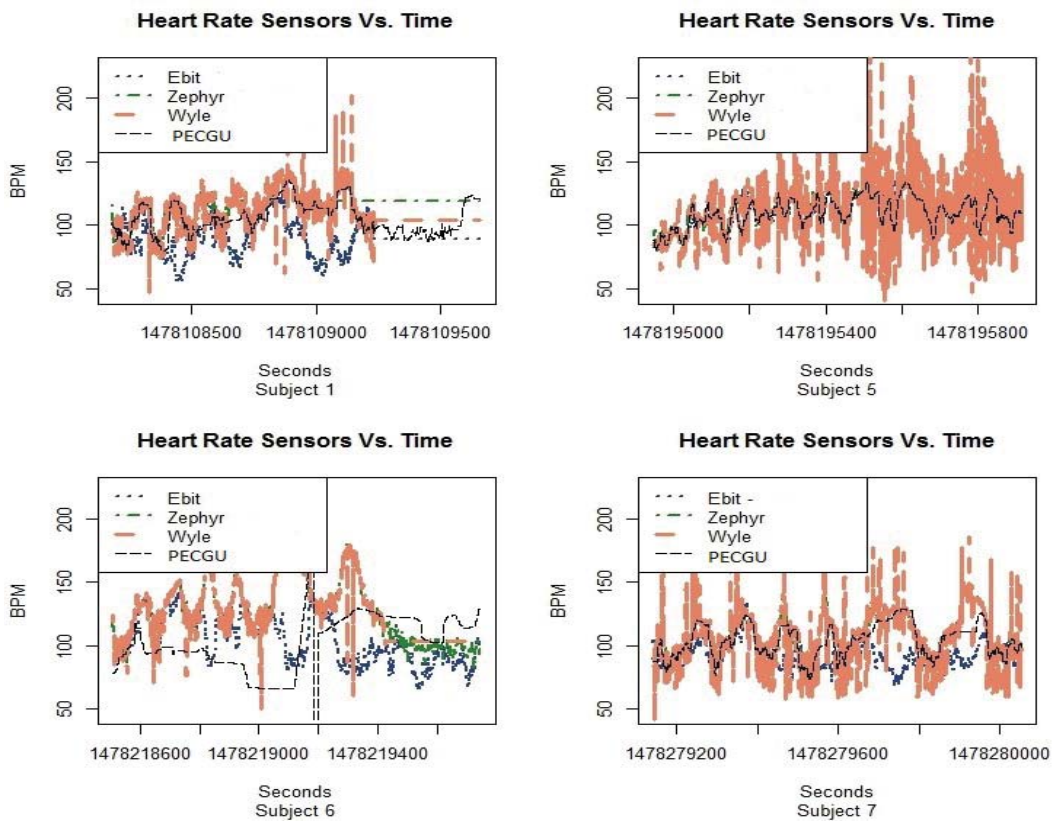 Heart Rate Sensors Vs. Time
BPM
50 100 150 200
Ebit
Zephyr
Wyle
PECGU
1478108500 1478109000 1478109500
Seconds
Subject 1
Heart Rate Sensors Vs. Time
BPM
50 100 150 200
Ebit
Zephyr
Wyle
PECGU
1478195000 1478195400 1478195800
Seconds
Subject 5
Heart Rate Sensors Vs. Time
BPM
50 100 150 200
Ebit
Zephyr
Wyle
PECGU
1478218600 1478219000 1478219400
Seconds
Subject 6
Heart Rate Sensors Vs. Time
BPM
50 100 150 200
Ebit -
Zephyr
Wyle
PECGU
1478279200 1478279600 1478280000
Seconds
Subject 7